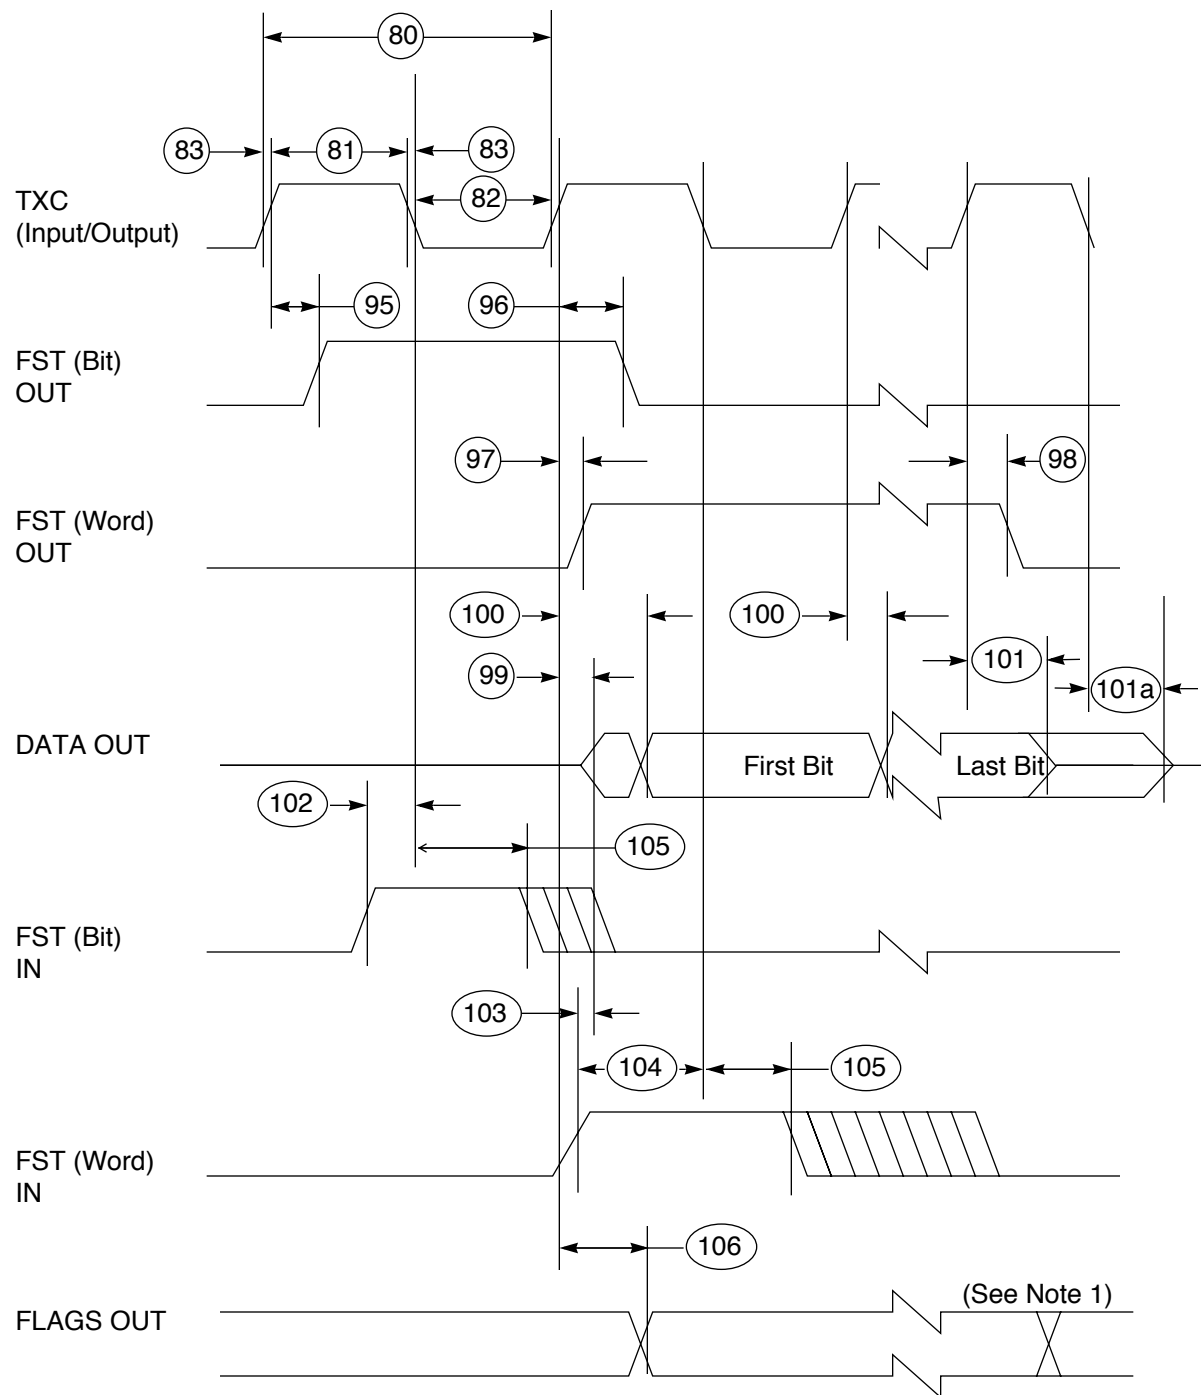 80
83
81
83
82
TXC
(Input/Output)
95
96
FST (Bit)
OUT
97
98
FST (Word)
OUT
100
100
99
101
101a
DATA OUT
First Bit
Last Bit
102
105
FST (Bit)
IN
103
104
105
FST (Word)
IN
106
(See Note 1)
FLAGS OUT